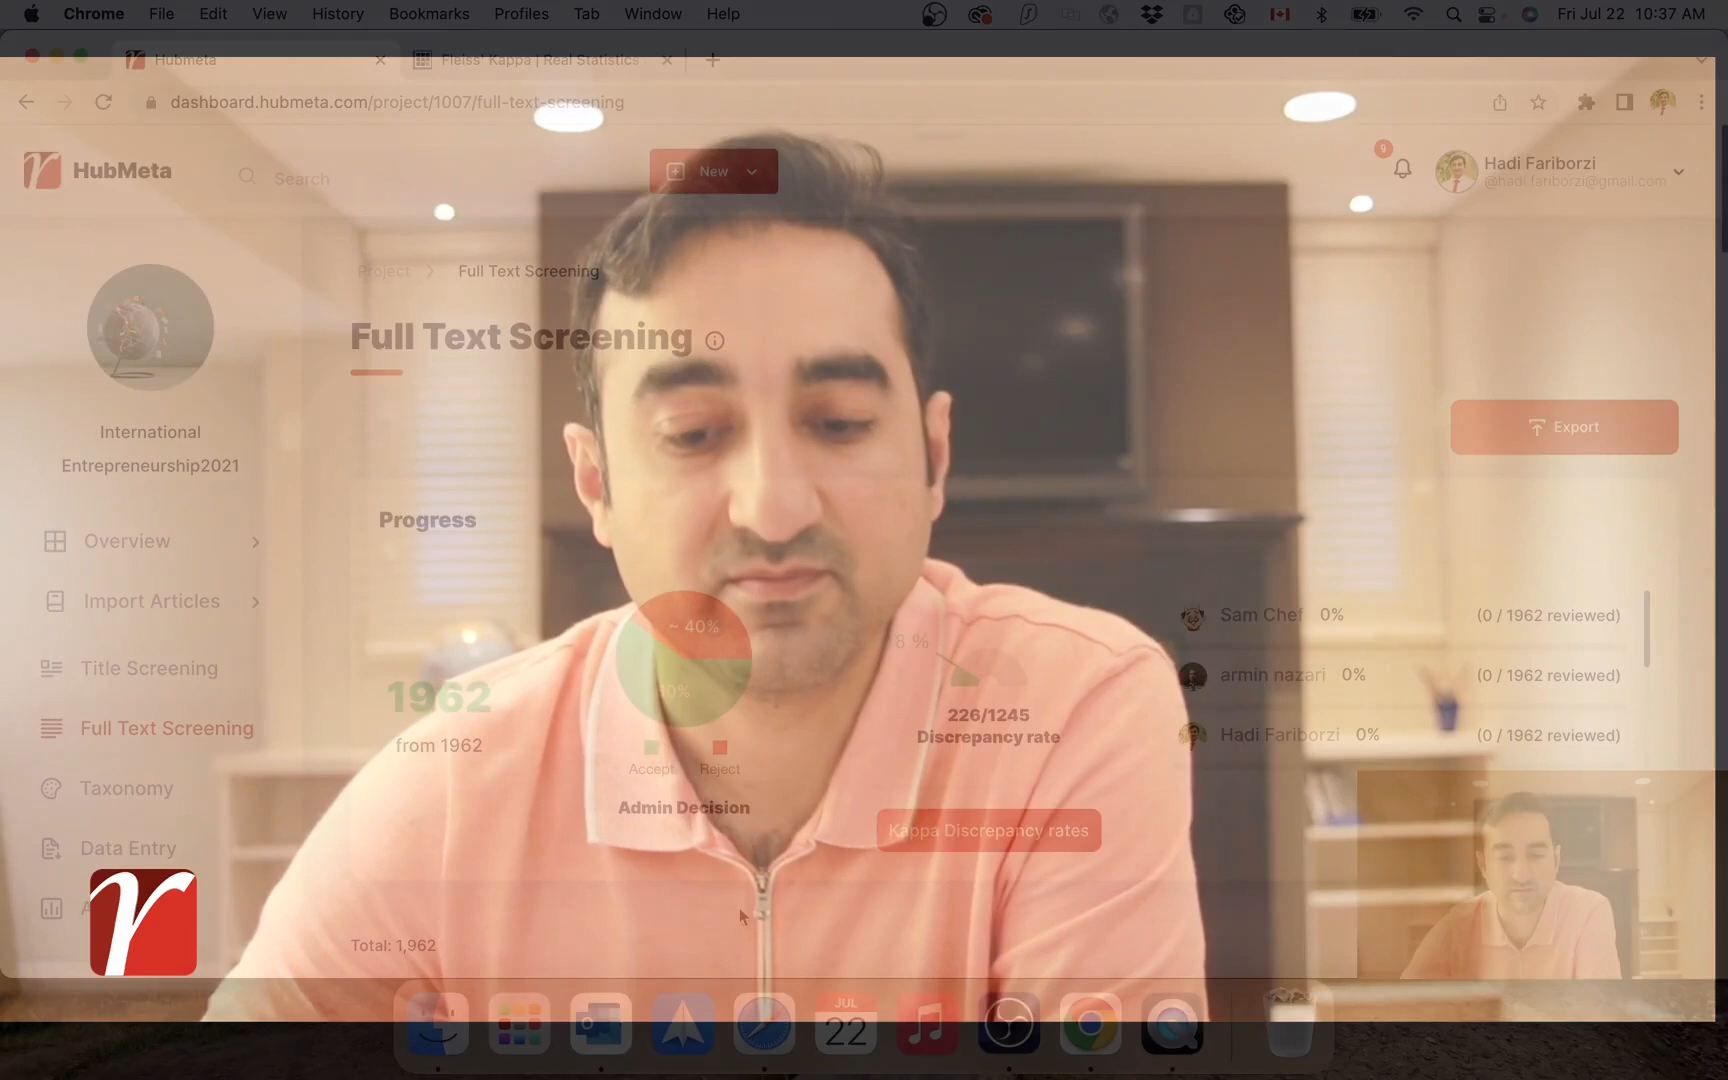 Chrome File Edit View History Bookmarks Profiles Tab Window Help Fri Jul 22 10:37 AM
Hubmeta Fleiss' Kappa | Real Statistics
dashboard.hubmeta.com/project/1007/full-text-screening
HubMeta Search New 9 Hadi Fariborzi
@hadi.fariborzi@gmail.com
Project Full Text Screening
Full Text Screening
International
Entrepreneurship2021
Export
Progress
Overview
Import Articles
Title Screening
Full Text Screening
Taxonomy
Data Entry
1962
from 1962
~ 40%
Accept Reject
Admin Decision
8 %
226/1245
Discrepancy rate
Kappa Discrepancy rates
Sam Chef 0% (0 / 1962 reviewed)
armin nazari 0% (0 / 1962 reviewed)
Hadi Fariborzi 0% (0 / 1962 reviewed)
r
Total: 1,962
JUL
22